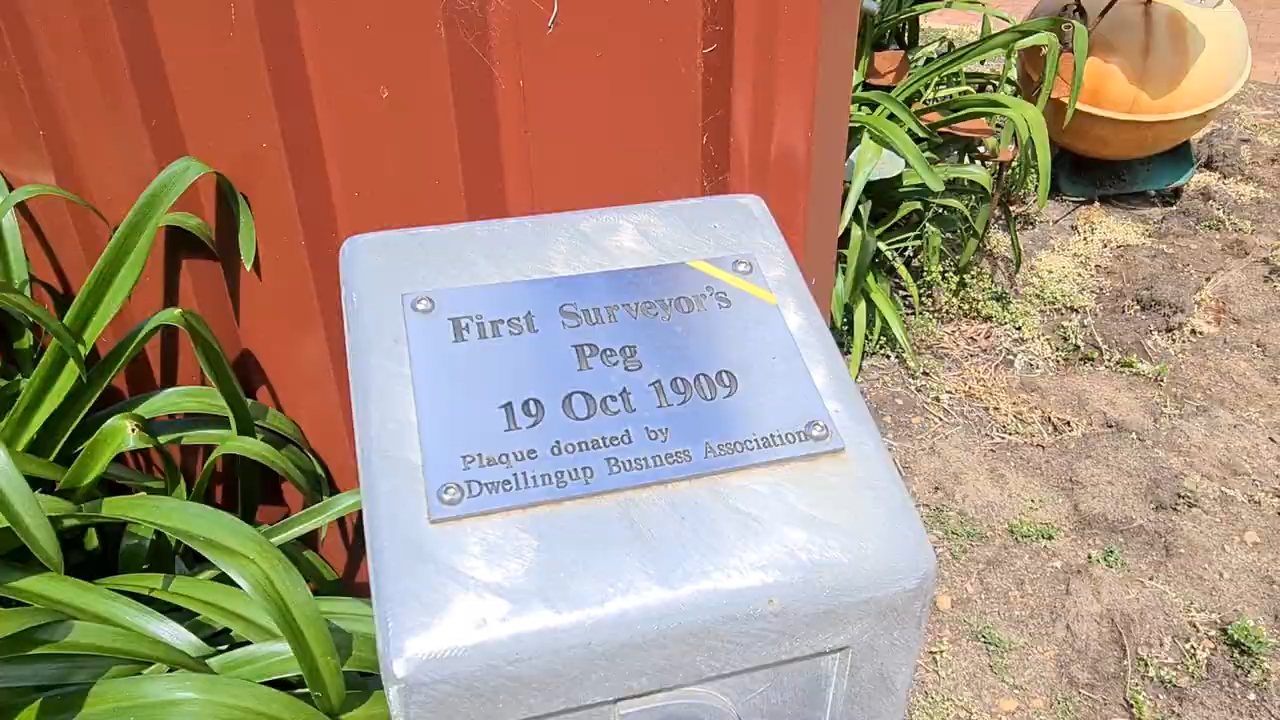 First Surveyor's
Peg
19 Oct 1909
Plaque donated by
Dwellingup Business Association